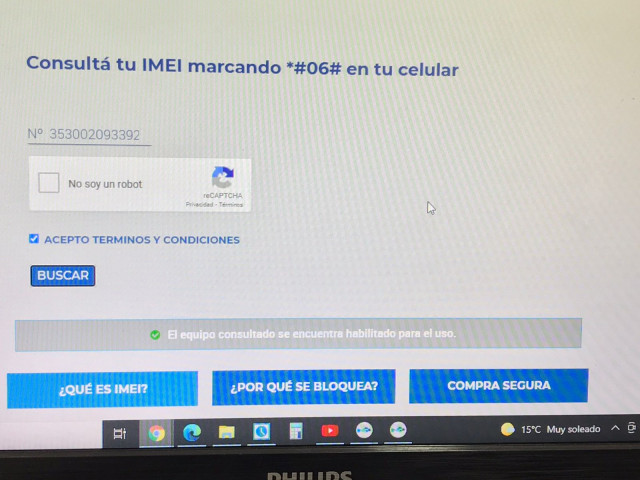 Consultá tu IMEI marcando *#06# en tu celular
Nº 353002093392
No soy un robot
reCAPTCHA
Privacidad - Términos
ACEPTO TERMINOS Y CONDICIONES
BUSCAR
El equipo consultado se encuentra habilitado para el uso.
¿QUÉ ES IMEI?
¿POR QUÉ SE BLOQUEA?
COMPRA SEGURA
15°C Muy soleado
PHILIPS